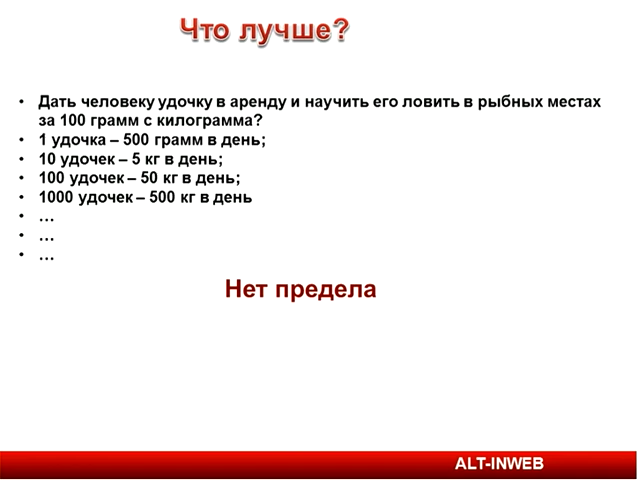 Что лучше?
• Дать человеку удочку в аренду и научить его ловить в рыбных местах
за 100 грамм с килограмма?
• 1 удочка – 500 грамм в день;
• 10 удочек – 5 кг в день;
• 100 удочек – 50 кг в день;
• 1000 удочек – 500 кг в день
• …
• …
• …
Нет предела
ALT-INWEB